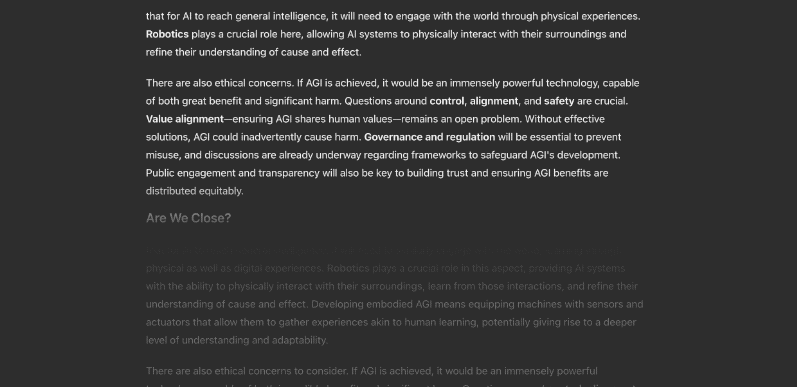 that for AI to reach general intelligence, it will need to engage with the world through physical experiences.
Robotics plays a crucial role here, allowing AI systems to physically interact with their surroundings and
refine their understanding of cause and effect.
There are also ethical concerns. If AGI is achieved, it would be an immensely powerful technology, capable
of both great benefit and significant harm. Questions around control, alignment, and safety are crucial.
Value alignment—ensuring AGI shares human values—remains an open problem. Without effective
solutions, AGI could inadvertently cause harm. Governance and regulation will be essential to prevent
misuse, and discussions are already underway regarding frameworks to safeguard AGI's development.
Public engagement and transparency will also be key to building trust and ensuring AGI benefits are
distributed equitably.
Are We Close?
physical as well as digital experiences. Robotics plays a crucial role in this aspect, providing AI systems
with the ability to physically interact with their surroundings, learn from those interactions, and refine their
understanding of cause and effect. Developing embodied AGI means equipping machines with sensors and
actuators that allow them to gather experiences akin to human learning, potentially giving rise to a deeper
level of understanding and adaptability.
There are also ethical concerns to consider. If AGI is achieved, it would be an immensely powerful